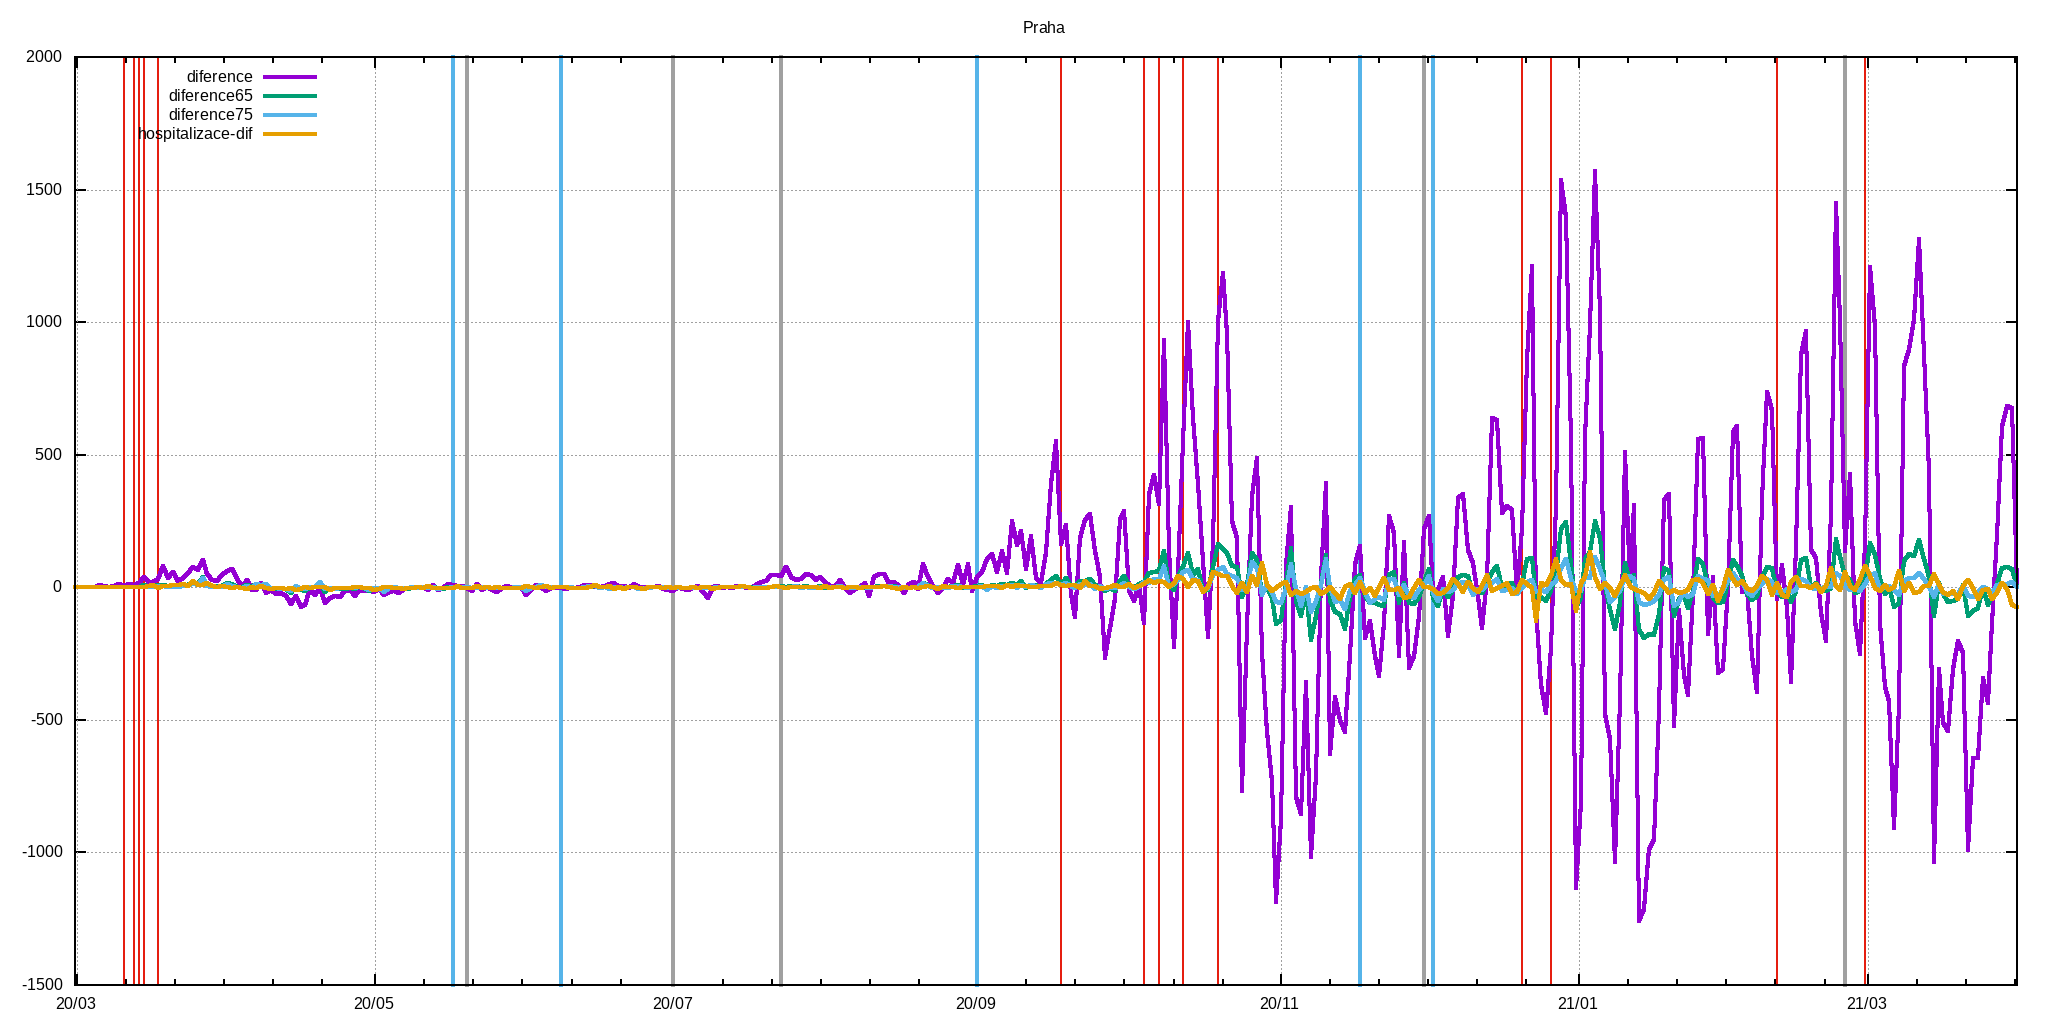 Praha
2000
1500
1000
500
0
-500
-1000
-1500
diference
diference65
diference75
hospitalizace-dif
20/03 20/05 20/07 20/09 20/11 21/01 21/03